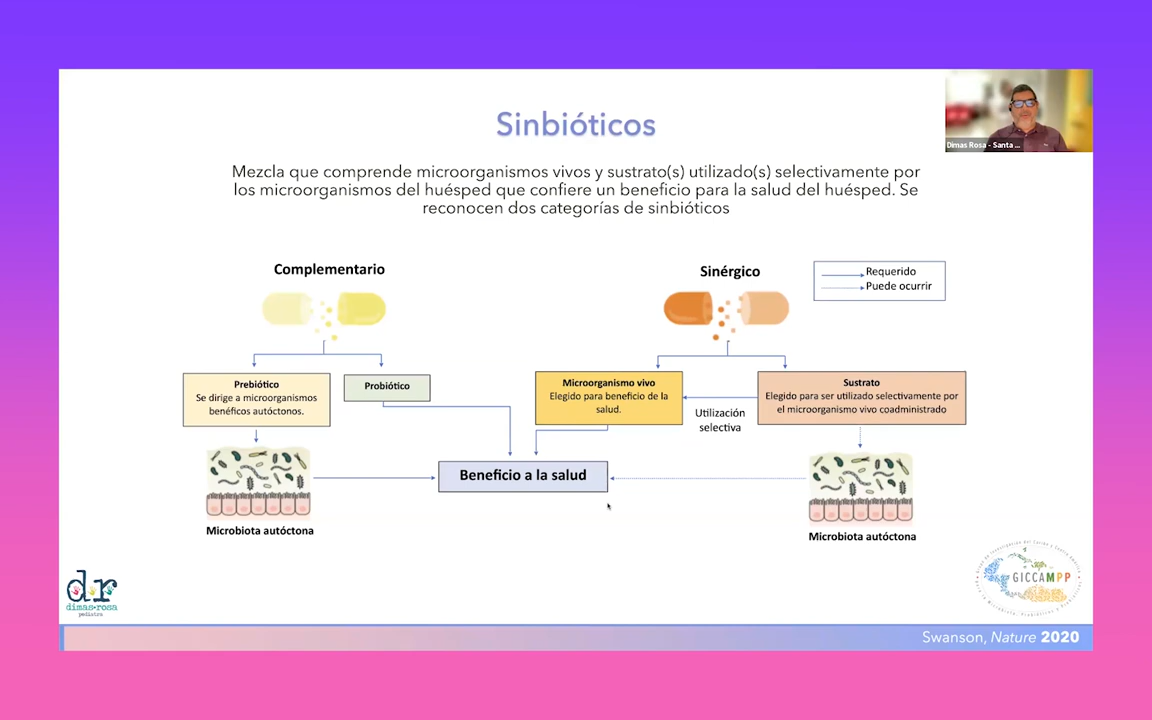 Sinbióticos
Dimas Rosa - Santa ...
Mezcla que comprende microorganismos vivos y sustrato(s) utilizado(s) selectivamente por
los microorganismos del huésped que confiere un beneficio para la salud del huésped. Se
reconocen dos categorías de sinbióticos
Complementario
Sinérgico
Requerido
Puede ocurrir
Prebiótico
Se dirige a microorganismos
benéficos autóctonos.
Probiótico
Microorganismo vivo
Elegido para beneficio de la
salud.
Utilización
selectiva
Sustrato
Elegido para ser utilizado selectivamente por
el microorganismo vivo coadministrado
Beneficio a la salud
Microbiota autóctona
Microbiota autóctona
dr
dimas•rosa
pediatra
GICCAMPP
Swanson, Nature 2020